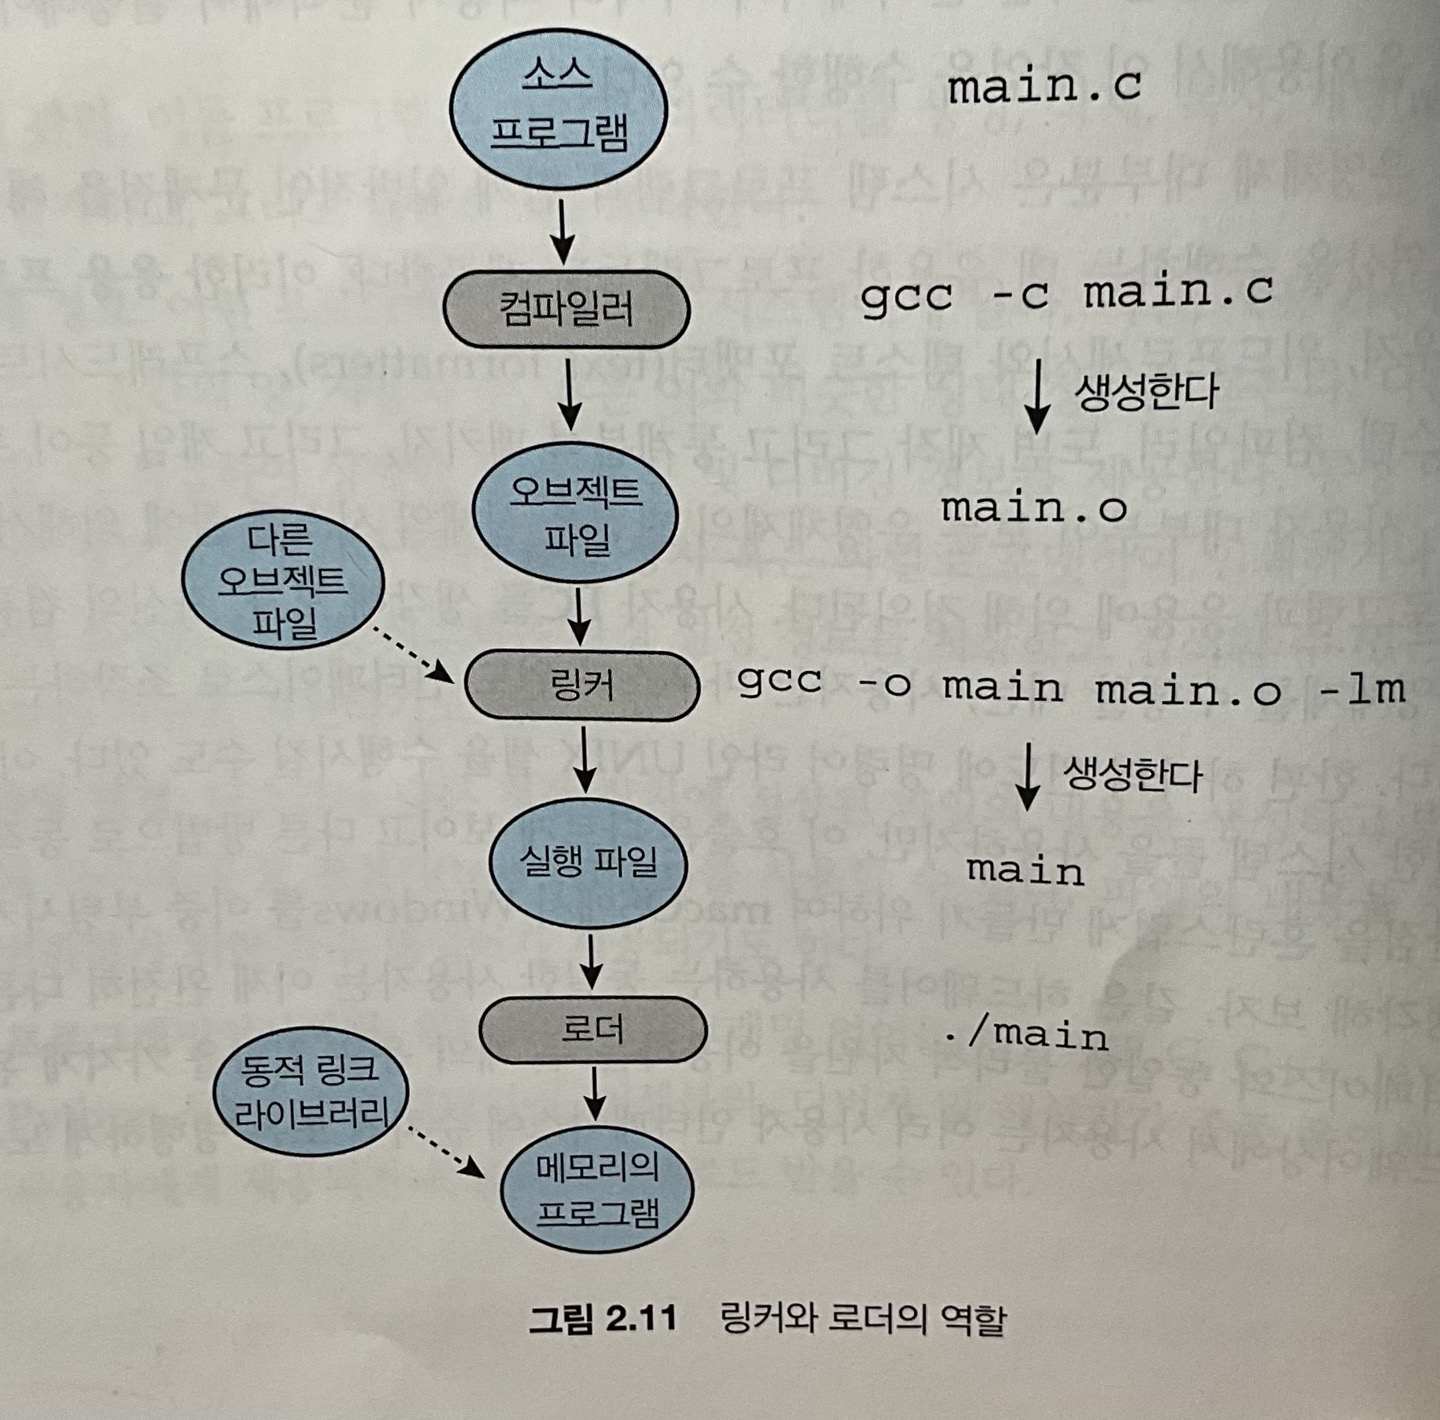 소스
프로그램
main.c
컴파일러
gcc -c main.c
생성한다
오브젝트
파일
main.o
다른
오브젝트
파일
링커
gcc -o main main.o -lm
생성한다
실행 파일
main
로더
./main
동적 링크
라이브러리
메모리의
프로그램
그림 2.11 링커와 로더의 역할